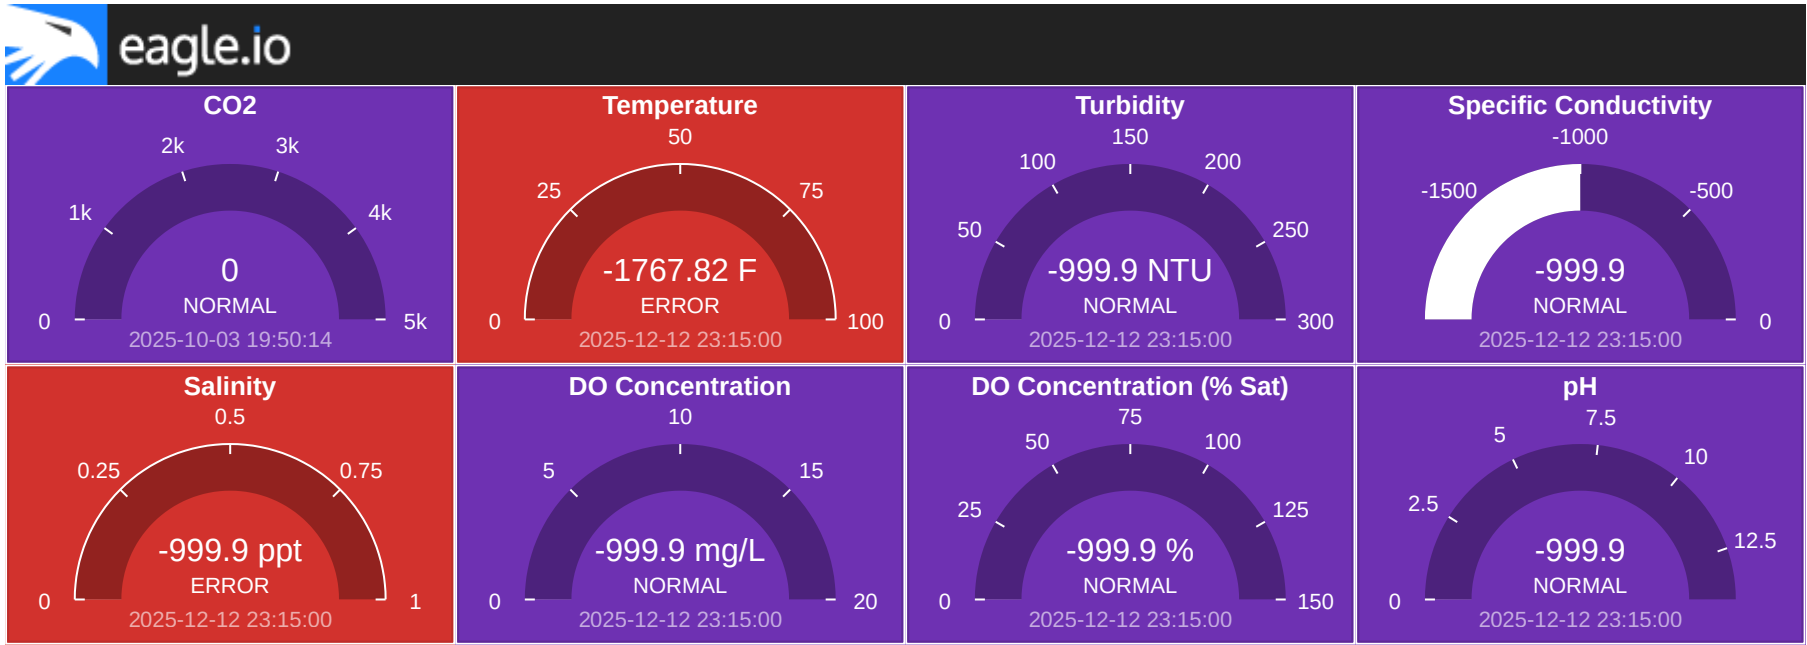 eagle.io
CO2
2k
3k
1k
4k
0
NORMAL
0
5k
2025-10-03 19:50:14
Temperature
50
25
75
-1767.82 F
ERROR
0
100
2025-12-12 23:15:00
Turbidity
150
100
200
50
250
-999.9 NTU
NORMAL
0
300
2025-12-12 23:15:00
Specific Conductivity
-1000
-1500
-500
-999.9
NORMAL
0
2025-12-12 23:15:00
Salinity
0.5
0.25
0.75
-999.9 ppt
ERROR
0
1
2025-12-12 23:15:00
DO Concentration
10
5
15
-999.9 mg/L
NORMAL
0
20
2025-12-12 23:15:00
DO Concentration (% Sat)
75
50
100
25
125
-999.9 %
NORMAL
0
150
2025-12-12 23:15:00
pH
7.5
5
10
2.5
12.5
-999.9
NORMAL
0
2025-12-12 23:15:00